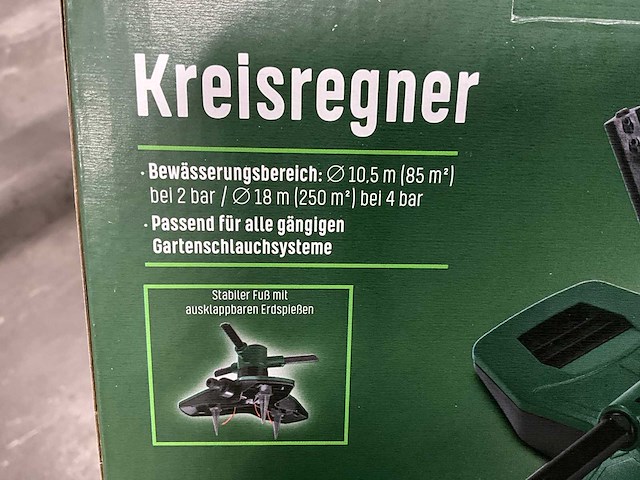 Kreisregner
· Bewässerungsbereich: ∅ 10,5 m (85 m²)
bei 2 bar / ∅ 18 m (250 m²) bei 4 bar
· Passend für alle gängigen
Gartenschlauchsysteme
Stabiler Fuß mit
ausklappbaren Erdspießen